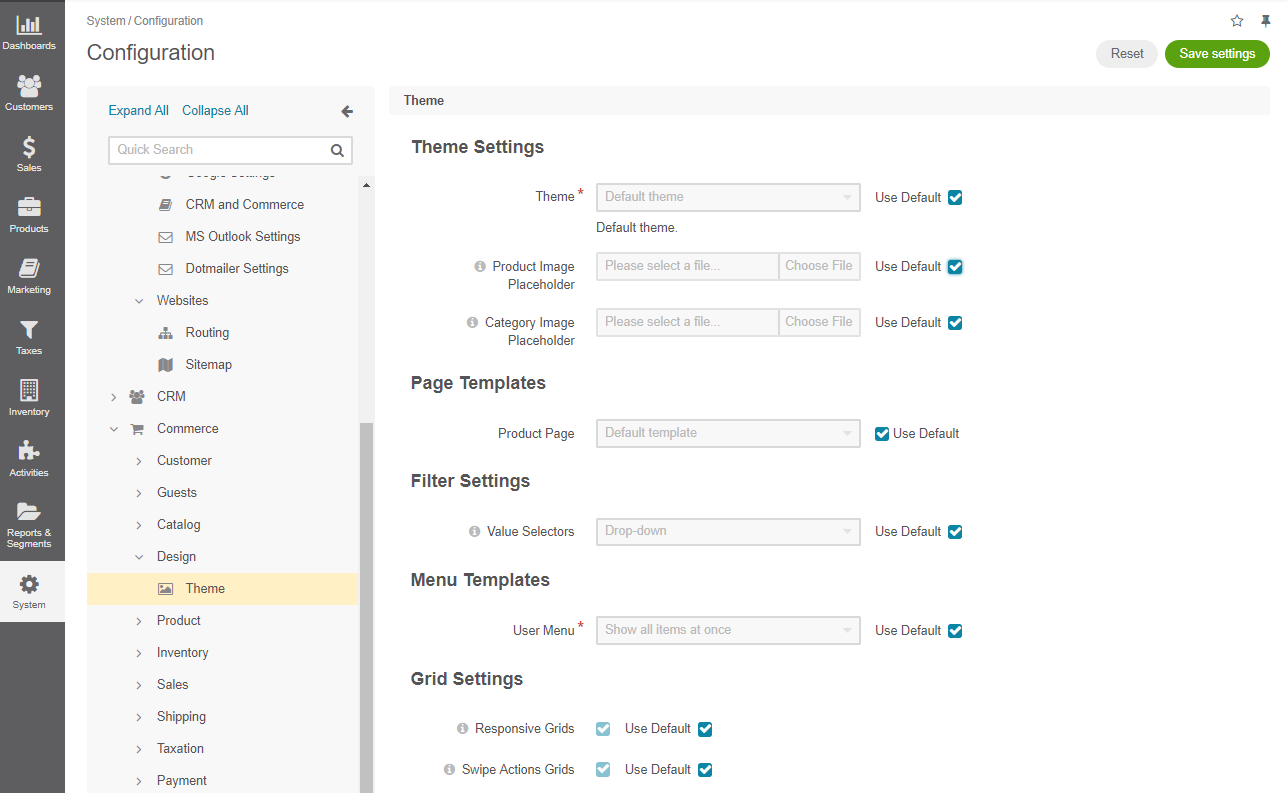 Dashboards
Customers
Sales
Products
Marketing
Taxes
Inventory
Activities
Reports &
Segments
System
System / Configuration
Configuration
Reset
Save settings
Expand All Collapse All
Quick Search
Google Settings
CRM and Commerce
MS Outlook Settings
Dotmailer Settings
Websites
Routing
Sitemap
CRM
Commerce
Customer
Guests
Catalog
Design
Theme
Product
Inventory
Sales
Shipping
Taxation
Payment
Theme
Theme Settings
Theme * Default theme Use Default
Default theme.
Product Image Please select a file... Choose File Use Default
Placeholder
Category Image Please select a file... Choose File Use Default
Placeholder
Page Templates
Product Page Default template Use Default
Filter Settings
Value Selectors Drop-down Use Default
Menu Templates
User Menu * Show all items at once Use Default
Grid Settings
Responsive Grids Use Default
Swipe Actions Grids Use Default